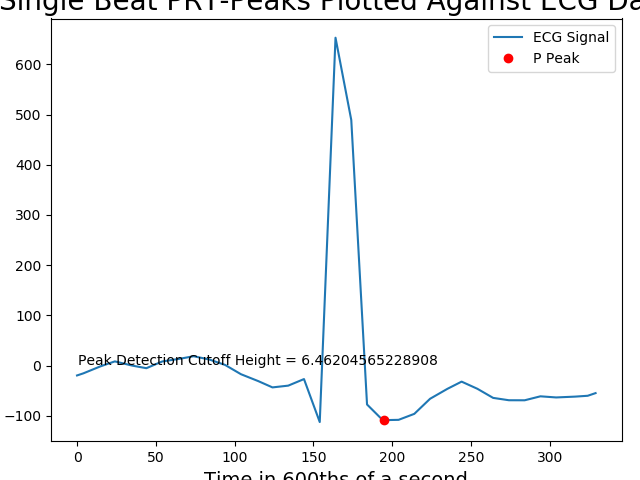 Single Beat PRT-Peaks Plotted Against ECG Da
ECG Signal
P Peak
600
500
400
300
200
100
0
−100
Peak Detection Cutoff Height = 6.46204565228908
0 50 100 150 200 250 300
Time in 600ths of a second